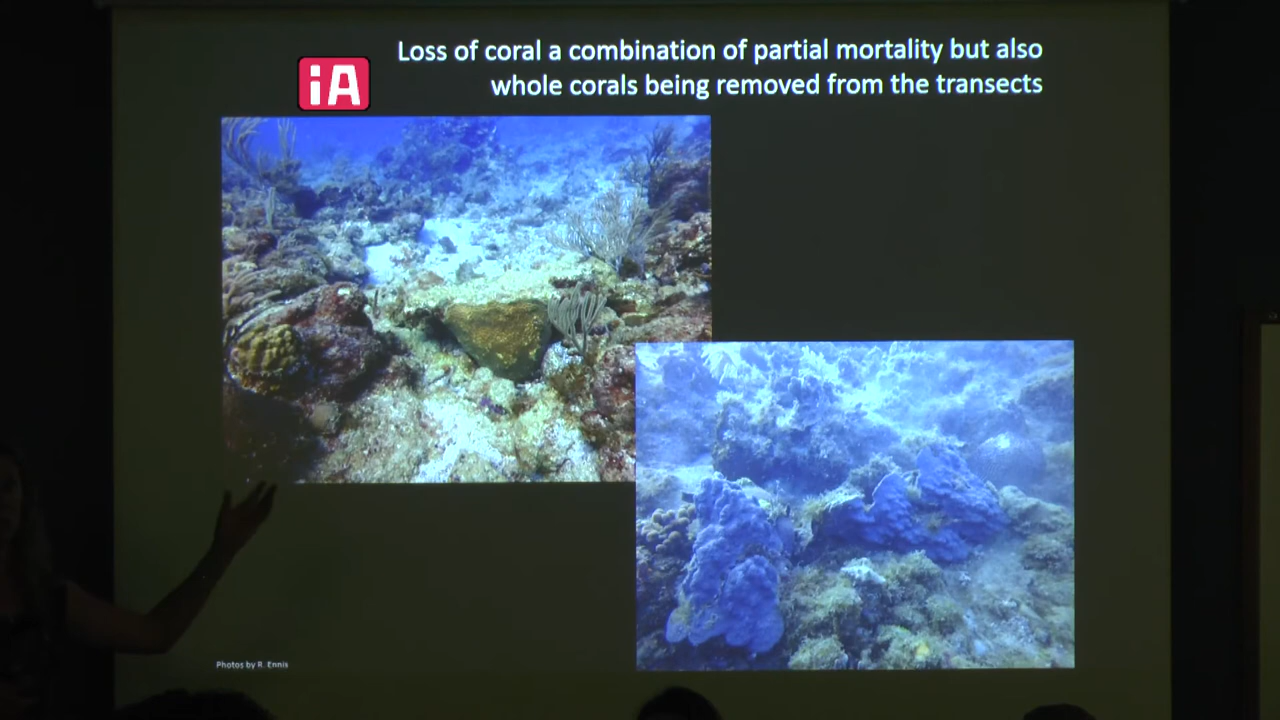 Loss of coral a combination of partial mortality but also
whole corals being removed from the transects
iA
Photos by R. Ennis